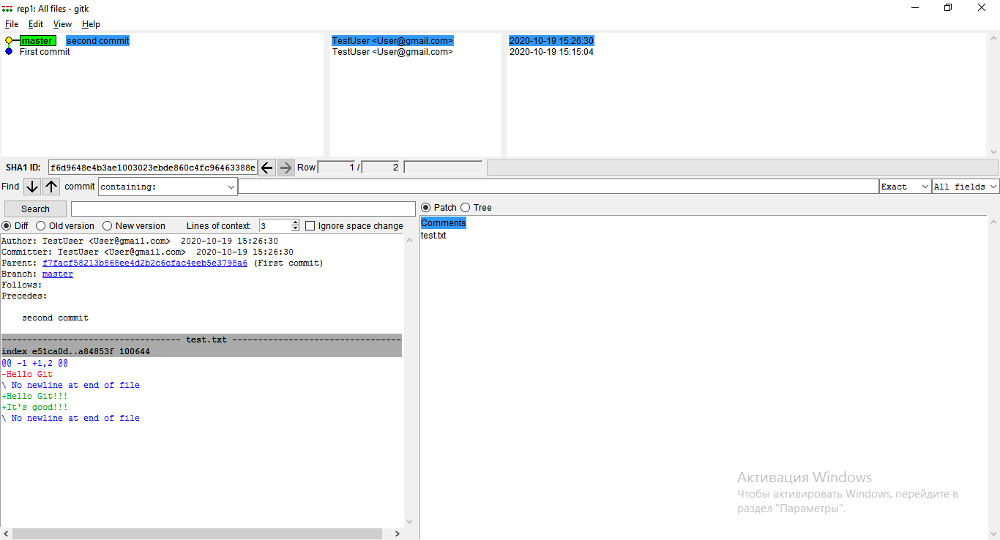 rep1: All files - gitk
File Edit View Help
master second commit TestUser <User@gmail.com> 2020-10-19 15:26:30
First commit TestUser <User@gmail.com> 2020-10-19 15:15:04
SHA1 ID: f6d9648e4b3ae1003023ebde860c4fc96463388e Row 1 / 2
Find commit containing: Exact All fields
Search Patch Tree
Diff Old version New version Lines of context: 3 Ignore space change
Comments
test.txt
Author: TestUser <User@gmail.com> 2020-10-19 15:26:30
Committer: TestUser <User@gmail.com> 2020-10-19 15:26:30
Parent: f7facf58213b868ee4d2b2c6cfac4eeb5e3798a6 (First commit)
Branch: master
Follows:
Precedes:
second commit
----------------------------------- test.txt ---------------------------------
index e51ca0d..a84853f 100644
@@ -1 +1,2 @@
-Hello Git
\ No newline at end of file
+Hello Git!!!
+It's good!!!
\ No newline at end of file
Активация Windows
Чтобы активировать Windows, перейдите в
раздел "Параметры".